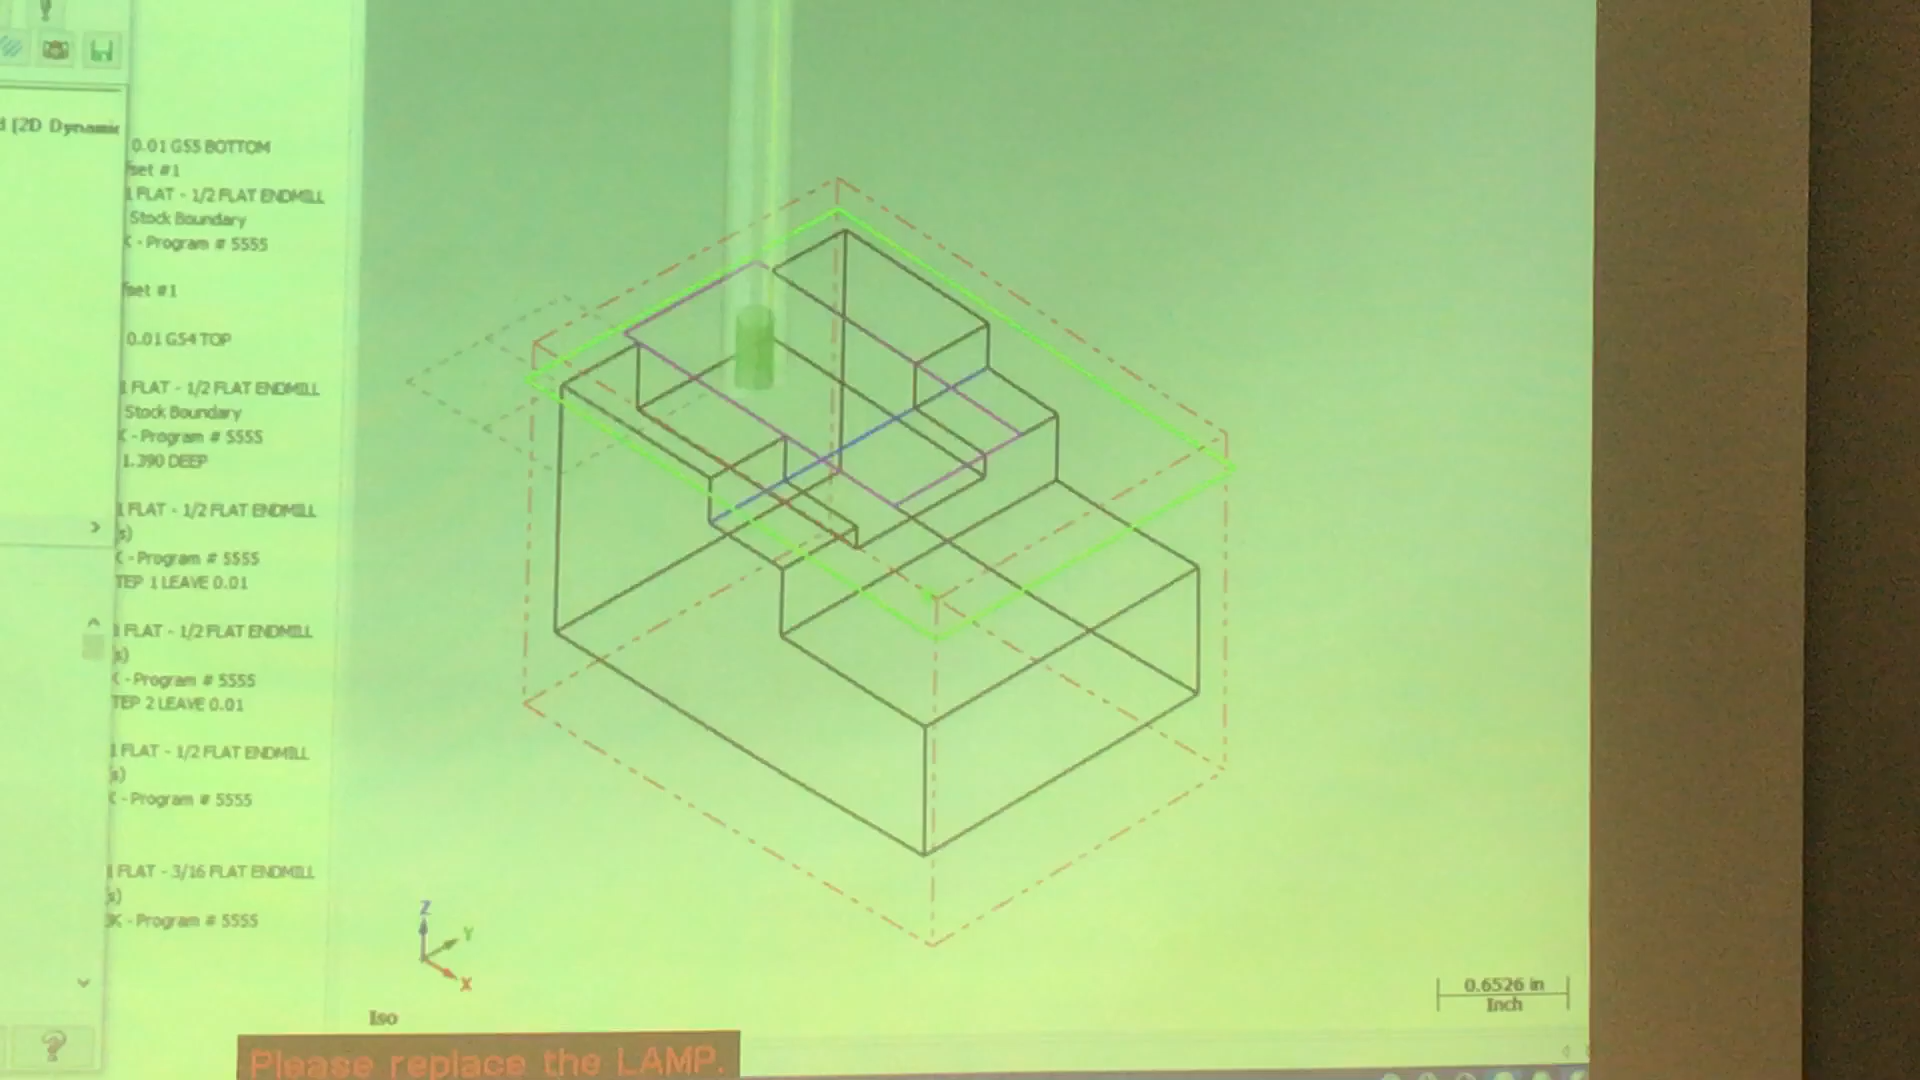 [2D Dynamic
0.01 G55 BOTTOM
fset #1
1 FLAT - 1/2 FLAT ENDMILL
Stock Boundary
- Program # 5555
fset #1
0.01 G54 TOP
1 FLAT - 1/2 FLAT ENDMILL
Stock Boundary
- Program # 5555
1.390 DEEP
1 FLAT - 1/2 FLAT ENDMILL
s)
- Program # 5555
TEP 1 LEAVE 0.01
FLAT - 1/2 FLAT ENDMILL
s)
- Program # 5555
TEP 2 LEAVE 0.01
FLAT - 1/2 FLAT ENDMILL
s)
- Program # 5555
FLAT - 3/16 FLAT ENDMILL
s)
K - Program # 5555
Z
Y
X
Iso
0.6526 in
Inch
Please replace the LAMP.